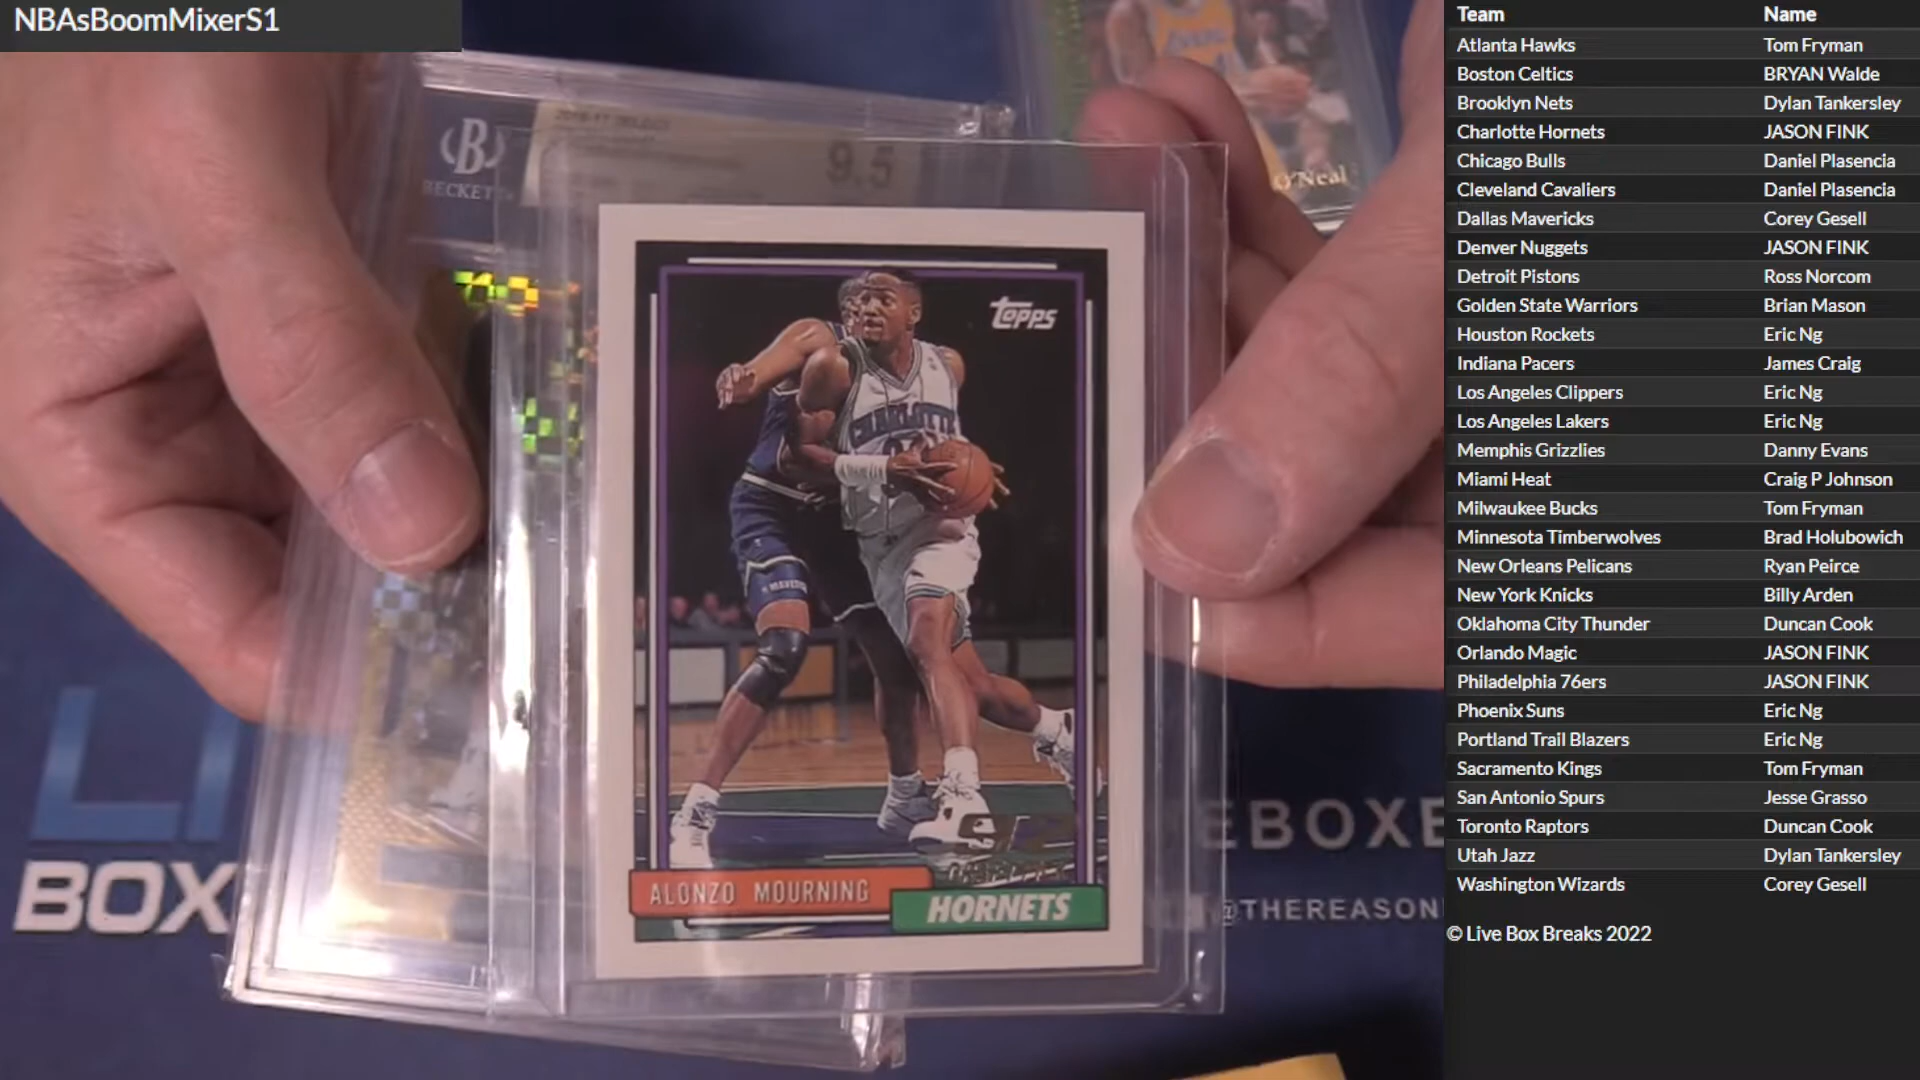 NBAsBoomMixerS1
BECKETT
9.5
O'Neal
Topps
CHARLOTTE
ALONZO MOURNING
HORNETS
BOX
EBOXB
@THEREASON
Team Name
Atlanta Hawks Tom Fryman
Boston Celtics BRYAN Walde
Brooklyn Nets Dylan Tankersley
Charlotte Hornets JASON FINK
Chicago Bulls Daniel Plasencia
Cleveland Cavaliers Daniel Plasencia
Dallas Mavericks Corey Gesell
Denver Nuggets JASON FINK
Detroit Pistons Ross Norcom
Golden State Warriors Brian Mason
Houston Rockets Eric Ng
Indiana Pacers James Craig
Los Angeles Clippers Eric Ng
Los Angeles Lakers Eric Ng
Memphis Grizzlies Danny Evans
Miami Heat Craig P Johnson
Milwaukee Bucks Tom Fryman
Minnesota Timberwolves Brad Holubowich
New Orleans Pelicans Ryan Peirce
New York Knicks Billy Arden
Oklahoma City Thunder Duncan Cook
Orlando Magic JASON FINK
Philadelphia 76ers JASON FINK
Phoenix Suns Eric Ng
Portland Trail Blazers Eric Ng
Sacramento Kings Tom Fryman
San Antonio Spurs Jesse Grasso
Toronto Raptors Duncan Cook
Utah Jazz Dylan Tankersley
Washington Wizards Corey Gesell
© Live Box Breaks 2022